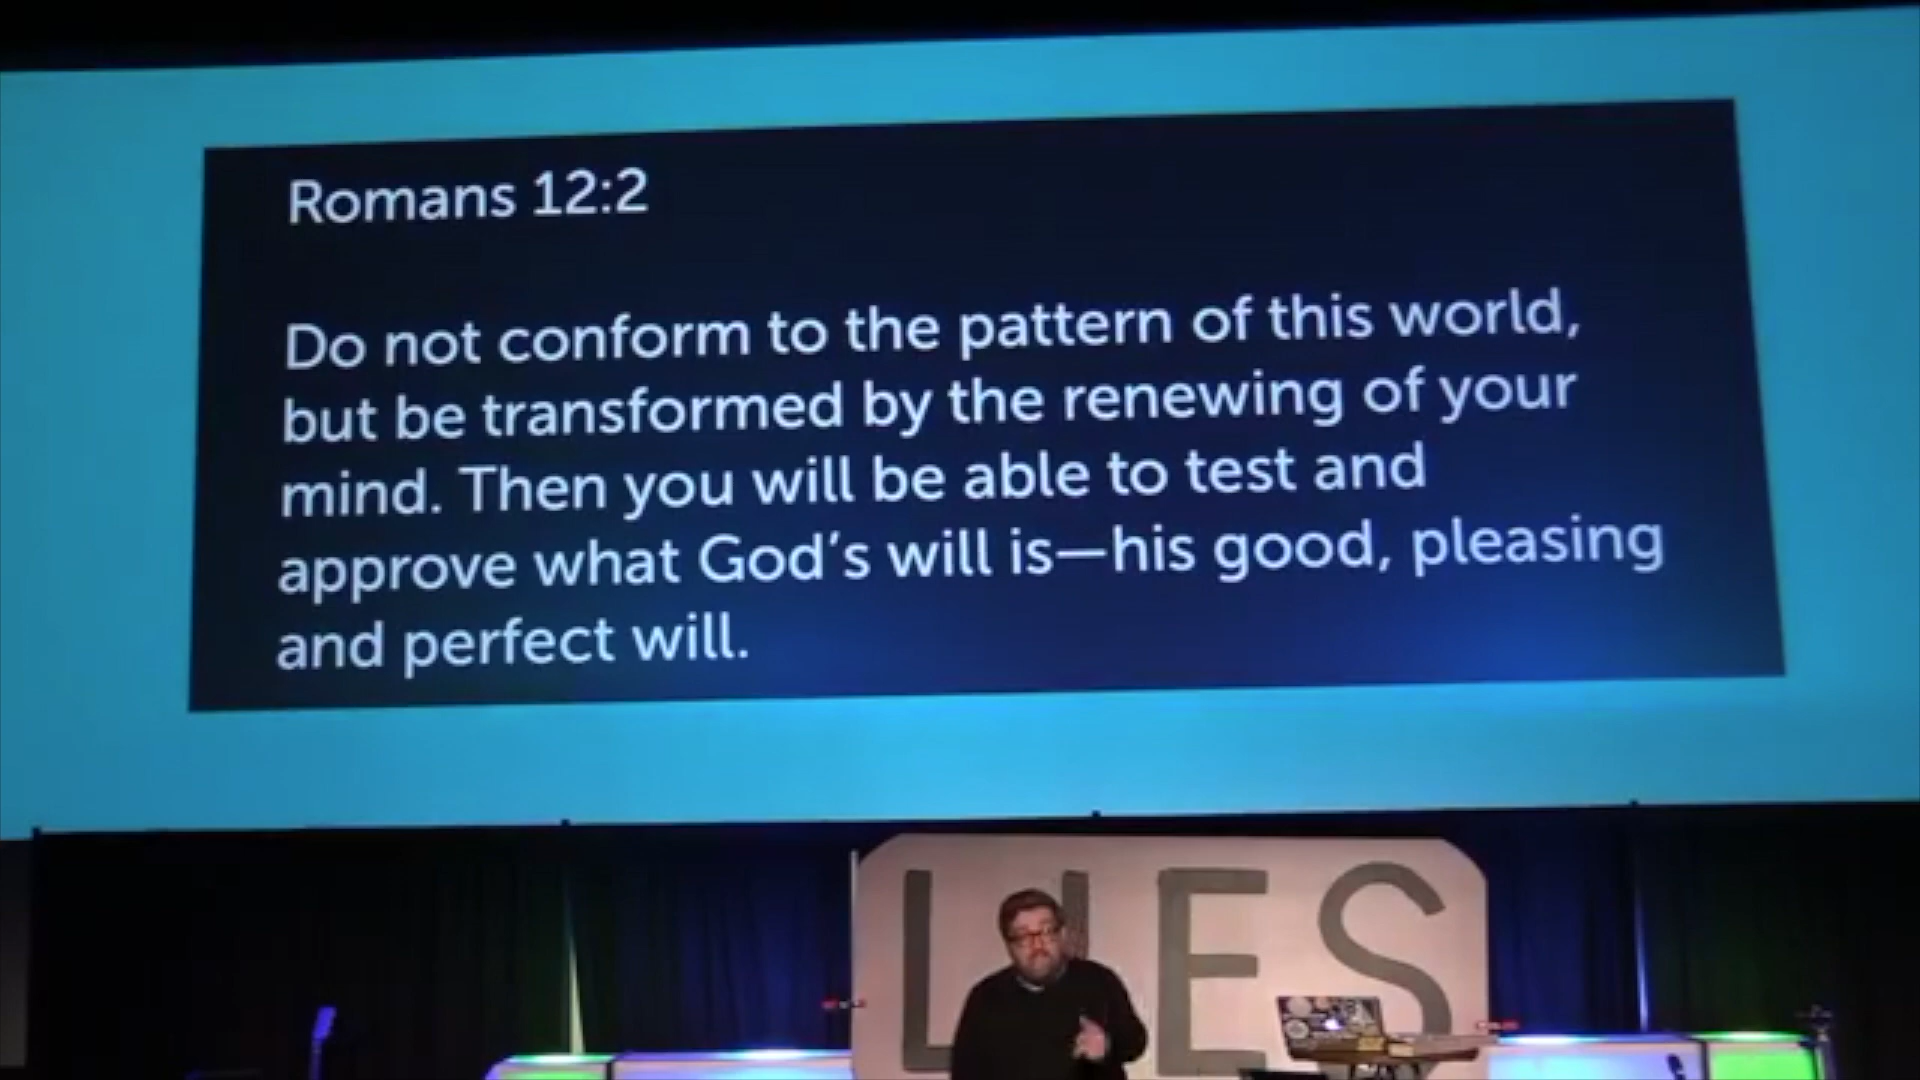 Romans 12:2
Do not conform to the pattern of this world,
but be transformed by the renewing of your
mind. Then you will be able to test and
approve what God's will is—his good, pleasing
and perfect will.
LIES